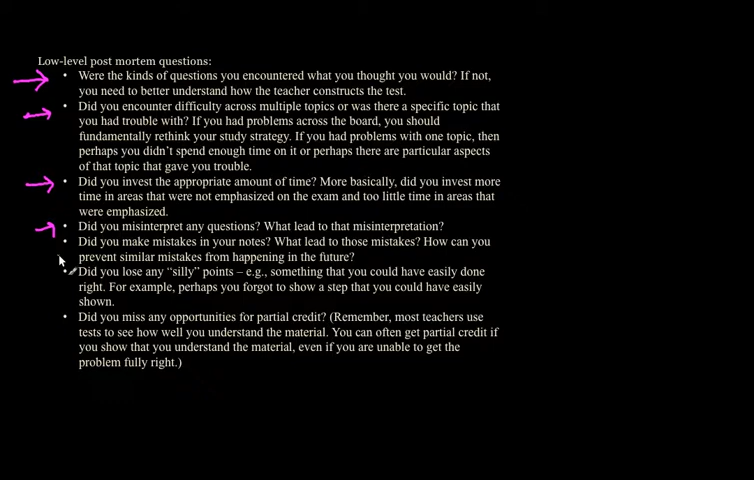 Low-level post mortem questions:
• Were the kinds of questions you encountered what you thought you would? If not,
you need to better understand how the teacher constructs the test.
• Did you encounter difficulty across multiple topics or was there a specific topic that
you had trouble with? If you had problems across the board, you should
fundamentally rethink your study strategy. If you had problems with one topic, then
perhaps you didn't spend enough time on it or perhaps there are particular aspects
of that topic that gave you trouble.
• Did you invest the appropriate amount of time? More basically, did you invest more
time in areas that were not emphasized on the exam and too little time in areas that
were emphasized.
• Did you misinterpret any questions? What lead to that misinterpretation?
• Did you make mistakes in your notes? What lead to those mistakes? How can you
prevent similar mistakes from happening in the future?
• Did you lose any “silly” points – e.g., something that you could have easily done
right. For example, perhaps you forgot to show a step that you could have easily
shown.
• Did you miss any opportunities for partial credit? (Remember, most teachers use
tests to see how well you understand the material. You can often get partial credit if
you show that you understand the material, even if you are unable to get the
problem fully right.)